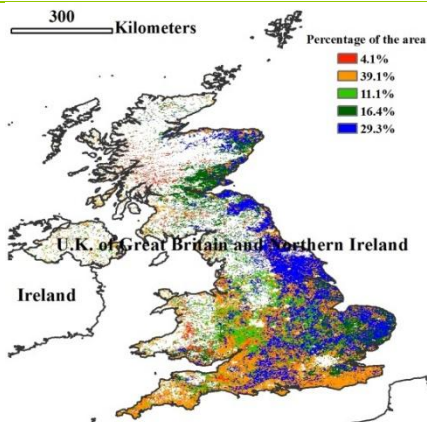 300
Kilometers
Percentage of the area
4.1%
39.1%
11.1%
16.4%
29.3%
U.K. of Great Britain and Northern Ireland
Ireland